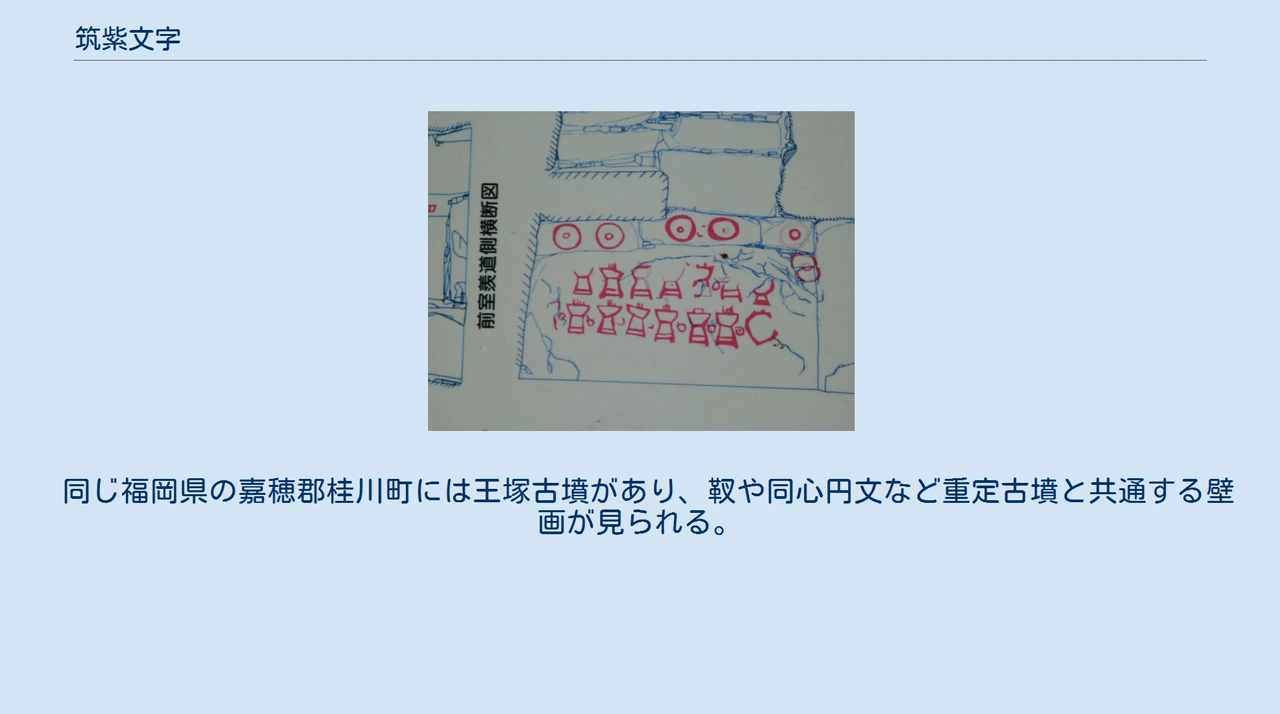 筑紫文字
前室羨道側横断図
同じ福岡県の嘉穂郡桂川町には王塚古墳があり、靫や同心円文など重定古墳と共通する壁
画が見られる。